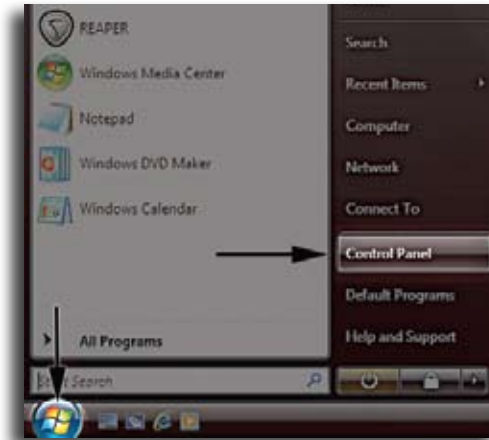 REAPER
Windows Media Center
Notepad
Windows DVD Maker
Windows Calendar
All Programs
Search
Search
Recent Items
Computer
Network
Connect To
Control Panel
Default Programs
Help and Support